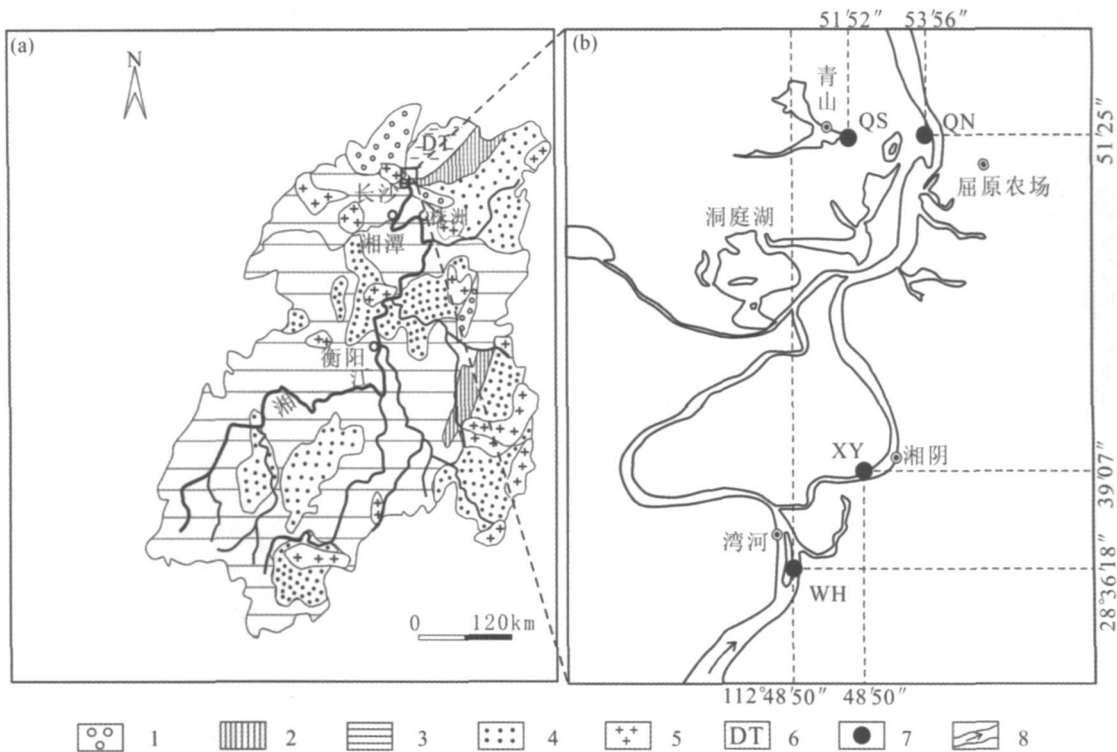 (a)
N
DT
长沙
株洲
湘潭
衡阳
江
湘
0 120km
51′52″ 53′56″
(b)
青山
QS
QN
51′25″
屈原农场
洞庭湖
XY
湘阴
39′07″
湾河
WH
28°36′18″
112°48′50″ 48′50″
1 2 3 4 5 DT 6 7 8